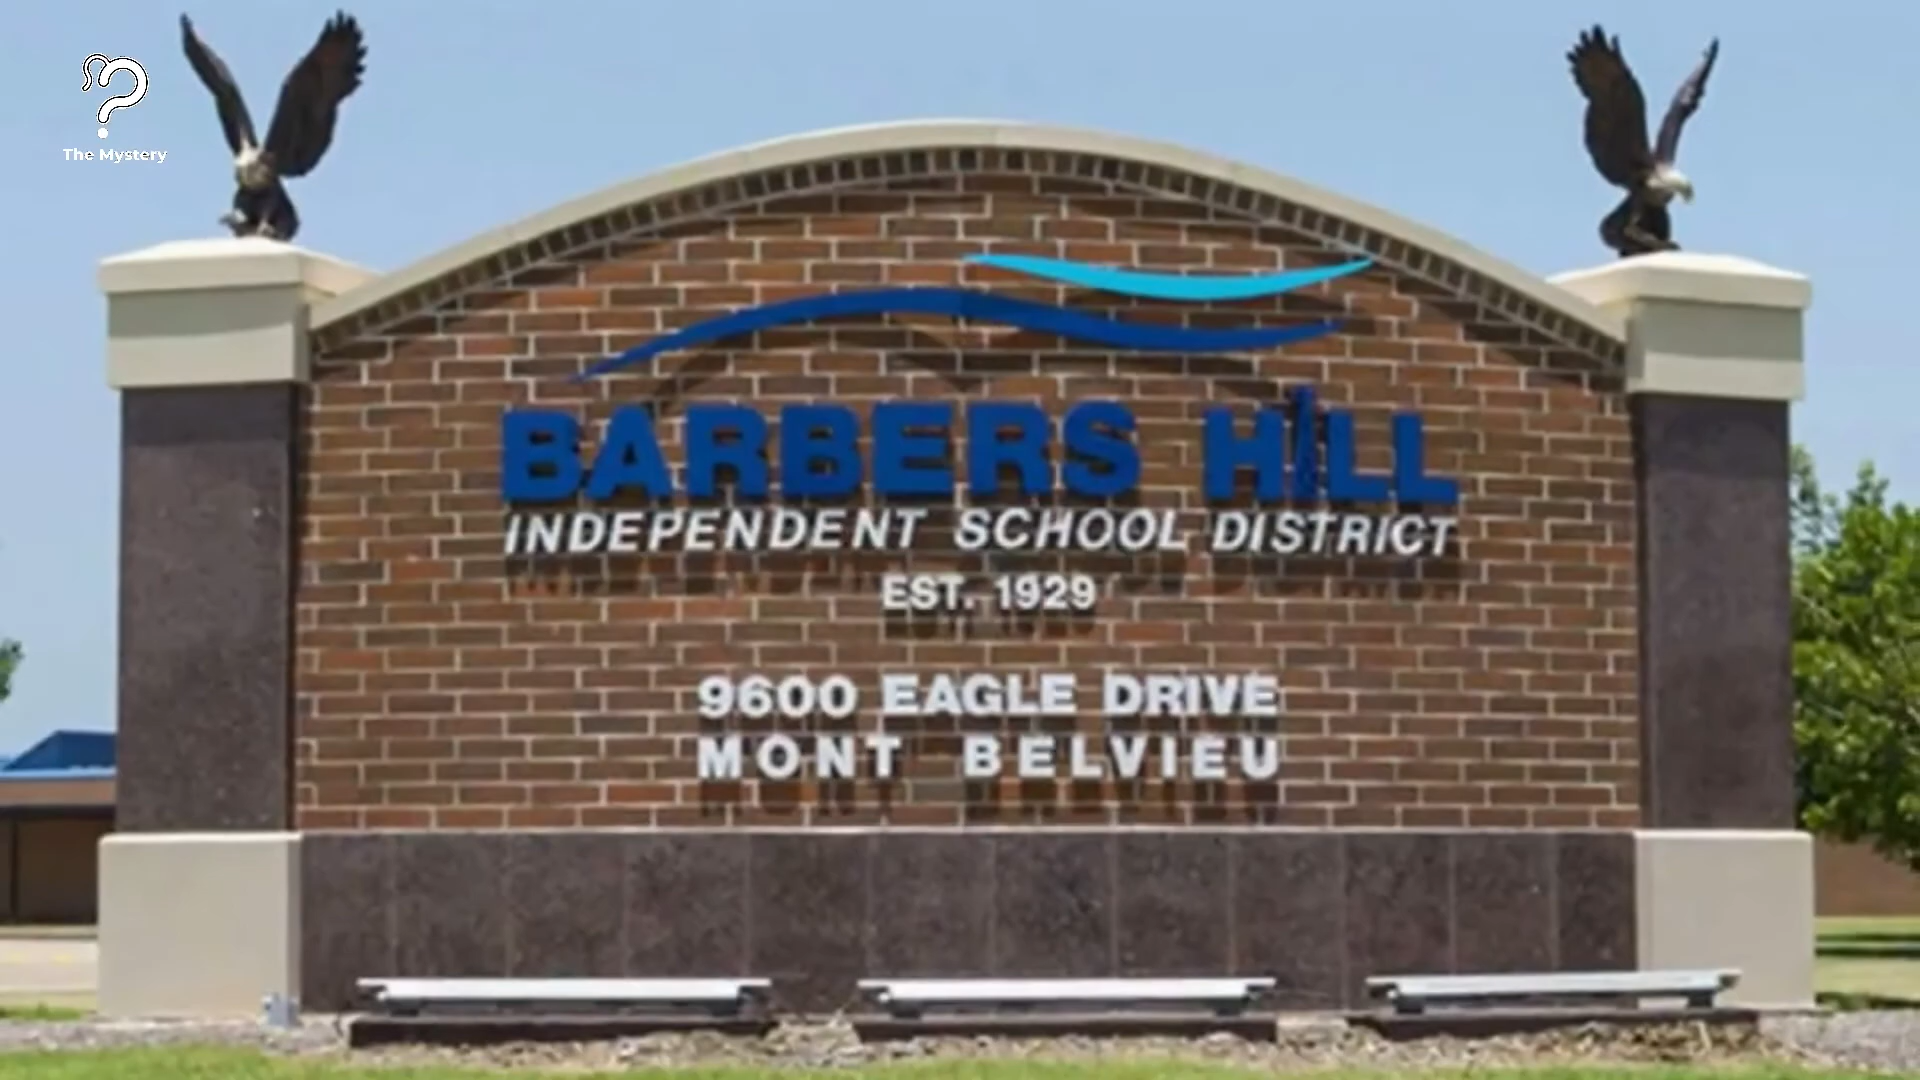 The Mystery
BARBERS HILL
INDEPENDENT SCHOOL DISTRICT
EST. 1929
9600 EAGLE DRIVE
MONT BELVIEU